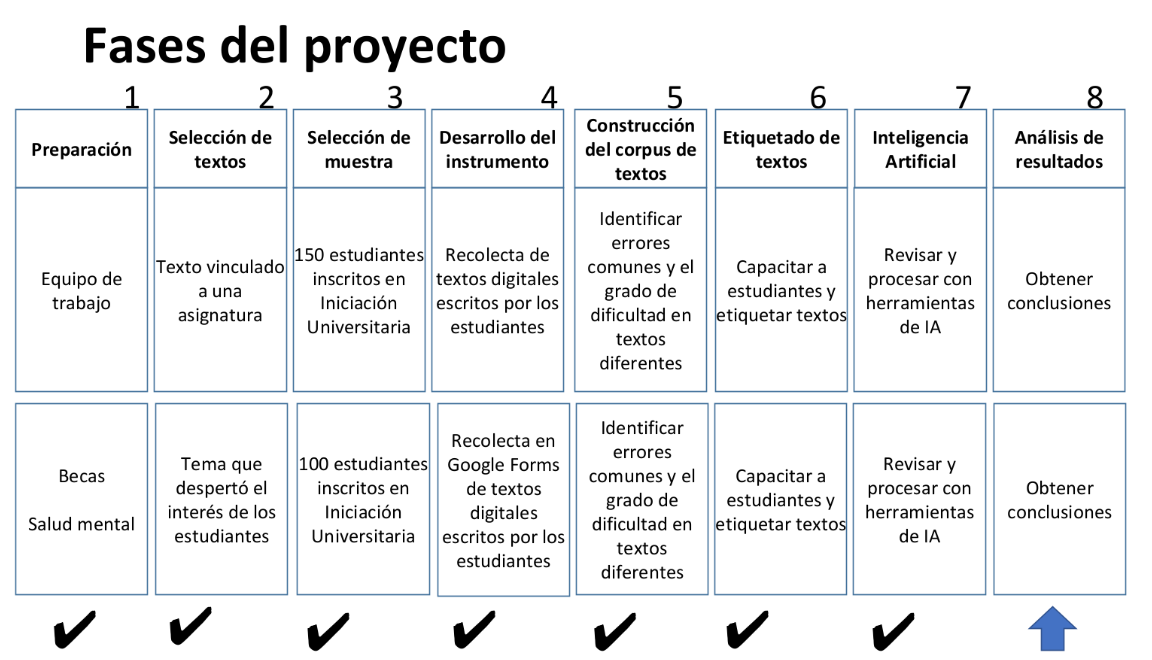 Fases del proyecto
1
2
3
4
5
6
7
8
Preparación
Selección de
textos
Selección de
muestra
Desarrollo del
instrumento
Construcción
del corpus de
textos
Etiquetado de
textos
Inteligencia
Artificial
Análisis de
resultados
Equipo de
trabajo
Texto vinculado
a una
asignatura
150 estudiantes
inscritos en
Iniciación
Universitaria
Recolecta de
textos digitales
escritos por los
estudiantes
Identificar
errores
comunes y el
grado de
dificultad en
textos
diferentes
Capacitar a
estudiantes y
etiquetar textos
Revisar y
procesar con
herramientas
de IA
Obtener
conclusiones
Becas
Salud mental
Tema que
despertó el
interés de los
estudiantes
100 estudiantes
inscritos en
Iniciación
Universitaria
Recolecta en
Google Forms
de textos
digitales
escritos por los
estudiantes
Identificar
errores
comunes y el
grado de
dificultad en
textos
diferentes
Capacitar a
estudiantes y
etiquetar textos
Revisar y
procesar con
herramientas
de IA
Obtener
conclusiones